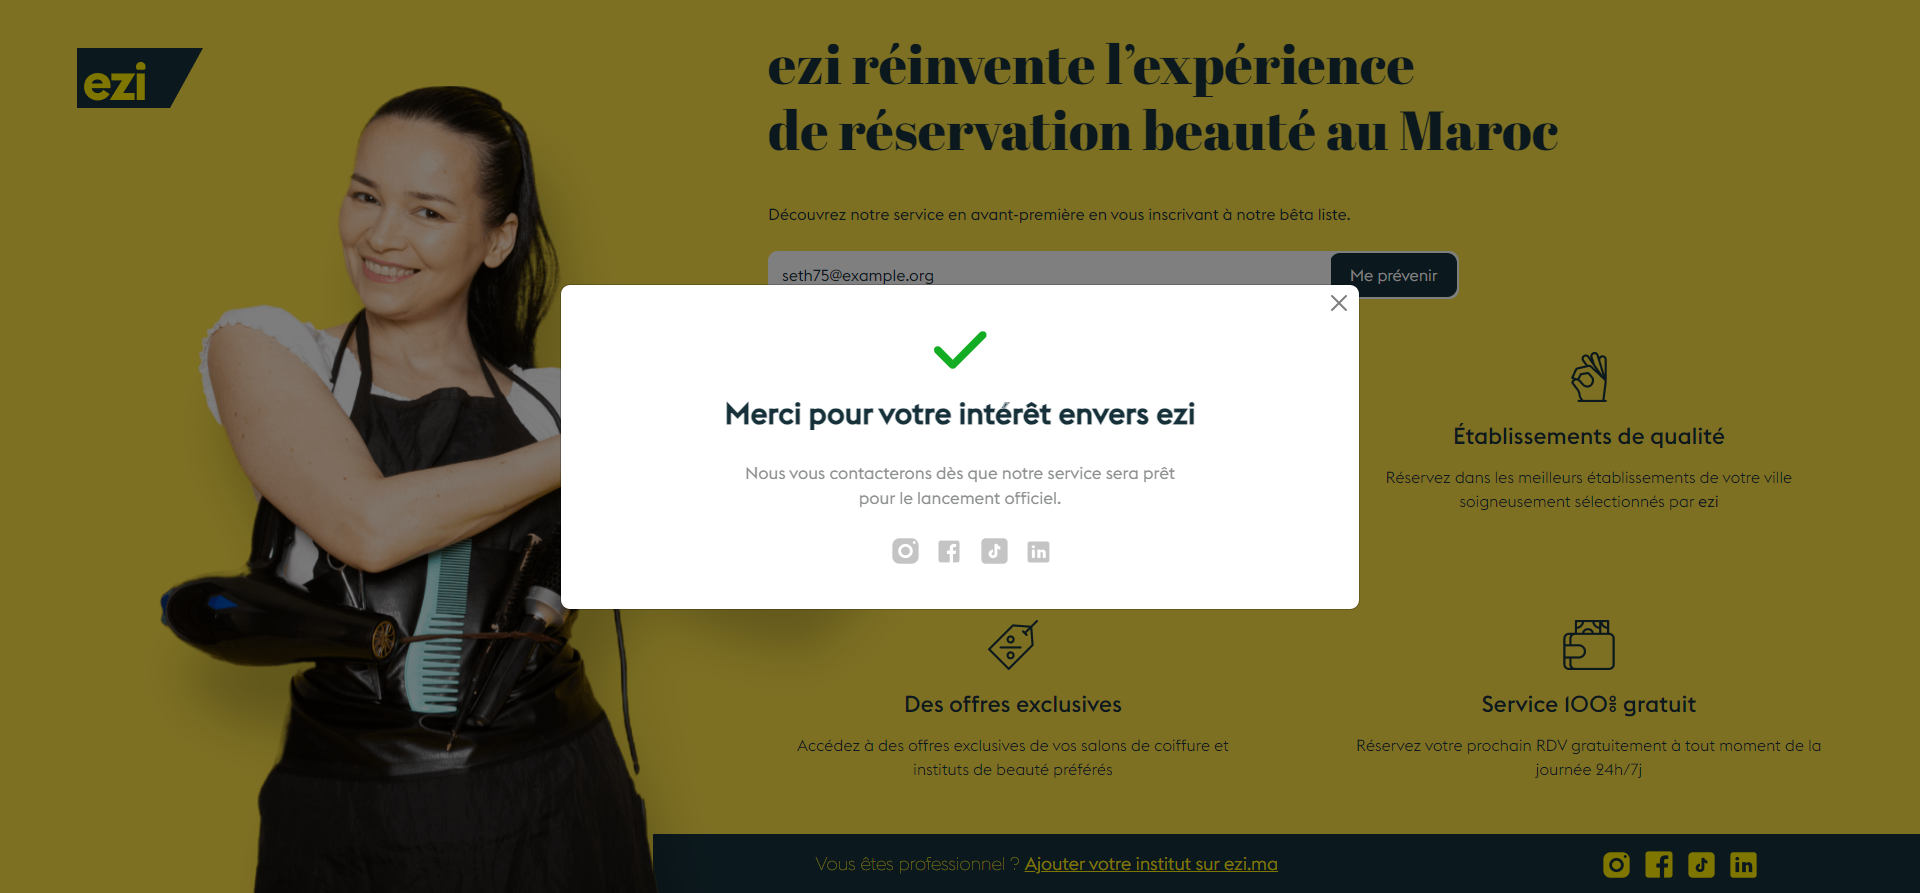 ezi
ezi réinvente l’expérience
de réservation beauté au Maroc
Découvrez notre service en avant-première en vous inscrivant à notre bêta liste.
seth75@example.org
Me prévenir
Merci pour votre intérêt envers ezi
Nous vous contacterons dès que notre service sera prêt
pour le lancement officiel.
Établissements de qualité
Réservez dans les meilleurs établissements de votre ville
soigneusement sélectionnés par ezi
Des offres exclusives
Accédez à des offres exclusives de vos salons de coiffure et
instituts de beauté préférés
Service 100% gratuit
Réservez votre prochain RDV gratuitement à tout moment de la
journée 24h/7j
Vous êtes professionnel ? Ajouter votre institut sur ezi.ma